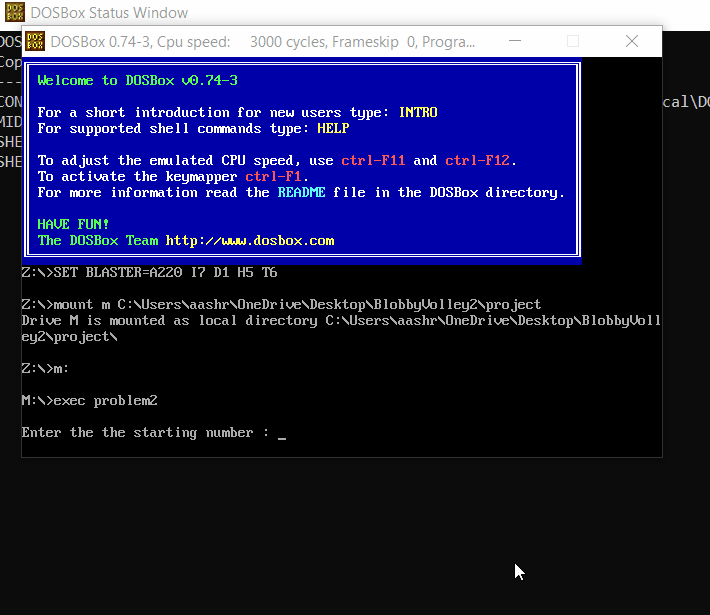 DOSBox Status Window
DOSBox 0.74-3, Cpu speed: 3000 cycles, Frameskip 0, Progra...
DOS
Cop
---
CON
cal\DO
MID
SHE
SHE
Welcome to DOSBox v0.74-3
For a short introduction for new users type: INTRO
For supported shell commands type: HELP
To adjust the emulated CPU speed, use ctrl-F11 and ctrl-F12.
To activate the keymapper ctrl-F1.
For more information read the README file in the DOSBox directory.
HAVE FUN!
The DOSBox Team http://www.dosbox.com
Z:\>SET BLASTER=A220 I7 D1 H5 T6
Z:\>mount m C:\Users\aashr\OneDrive\Desktop\BlobbyVolley2\project
Drive M is mounted as local directory C:\Users\aashr\OneDrive\Desktop\BlobbyVoll
ey2\project\
Z:\>m:
M:\>exec problem2
Enter the the starting number : _